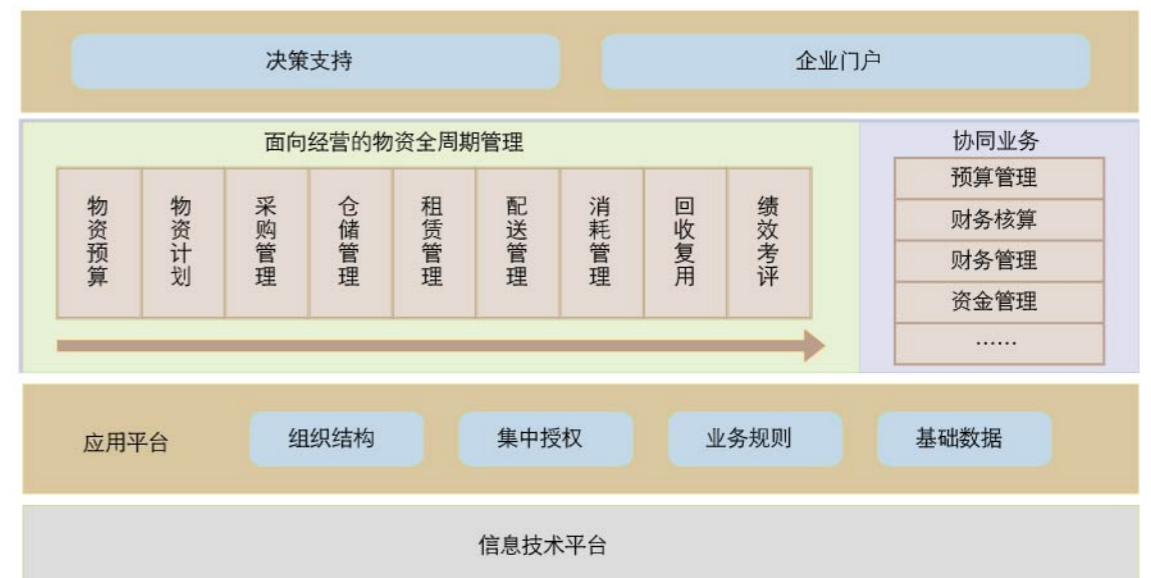 决策支持
企业门户
面向经营的物资全周期管理
物资预算
物资计划
采购管理
仓储管理
租赁管理
配送管理
消耗管理
回收复用
绩效考评
协同业务
预算管理
财务核算
财务管理
资金管理
……
应用平台
组织结构
集中授权
业务规则
基础数据
信息技术平台